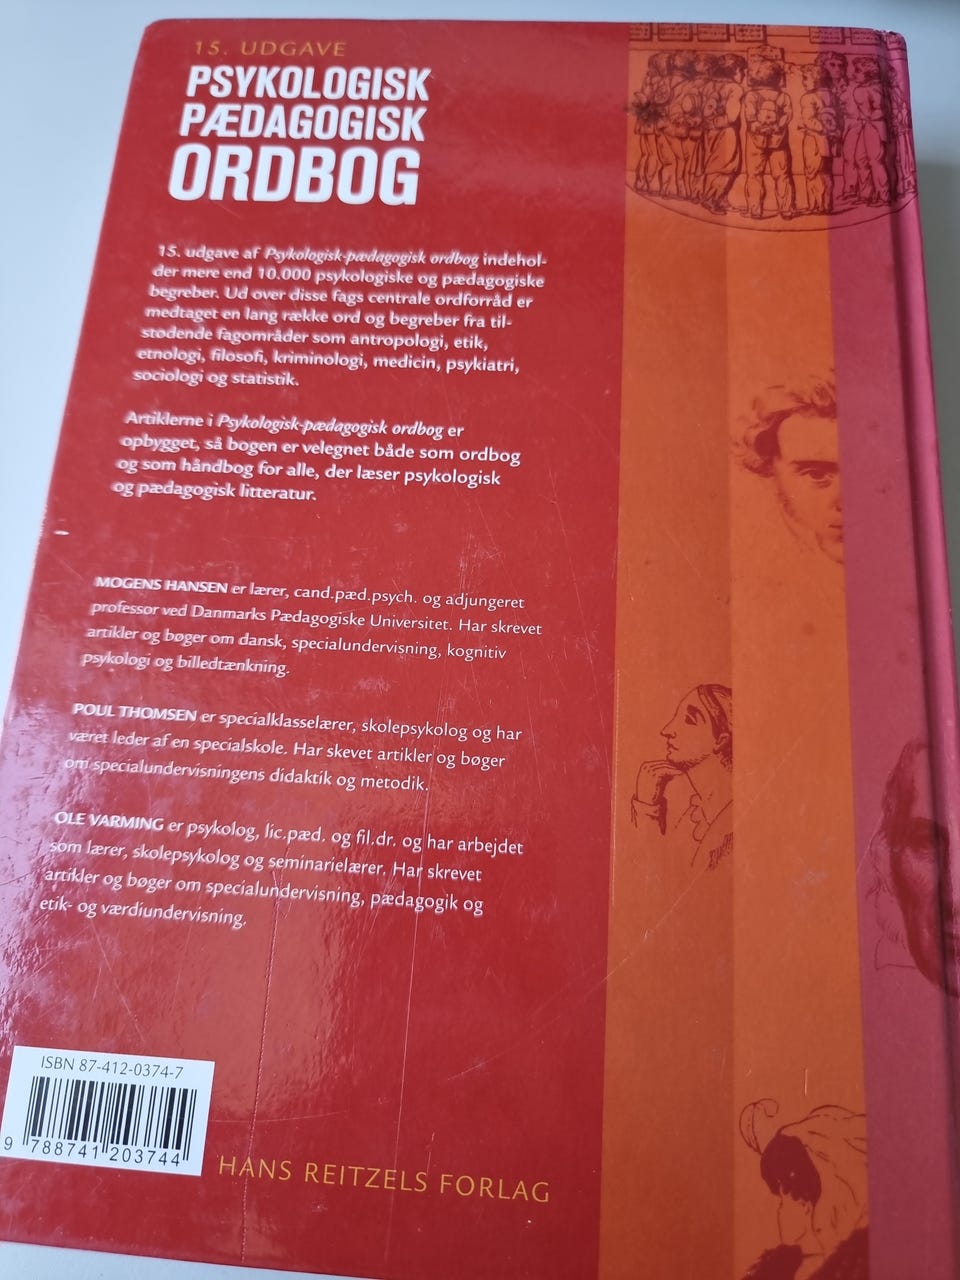 15. UDGAVE
PSYKOLOGISK
PÆDAGOGISK
ORDBOG
15. udgave af Psykologisk-pædagogisk ordbog indehol-
der mere end 10.000 psykologiske og pædagogiske
begreber. Ud over disse fags centrale ordforråd er
medtaget en lang række ord og begreber fra til-
stødende fagområder som antropologi, etik,
etnologi, filosofi, kriminologi, medicin, psykiatri,
sociologi og statistik.
Artiklerne i Psykologisk-pædagogisk ordbog er
opbygget, så bogen er velegnet både som ordbog
og som håndbog for alle, der læser psykologisk
og pædagogisk litteratur.
MOGENS HANSEN er lærer, cand.pæd.psych. og adjungeret
professor ved Danmarks Pædagogiske Universitet. Har skrevet
artikler og bøger om dansk, specialundervisning, kognitiv
psykologi og billedtænkning.
POUL THOMSEN er specialklasselærer, skolepsykolog og har
været leder af en specialskole. Har skevet artikler og bøger
om specialundervisningens didaktik og metodik.
OLE VARMING er psykolog, lic.pæd. og fil.dr. og har arbejdet
som lærer, skolepsykolog og seminarielærer. Har skrevet
artikler og bøger om specialundervisning, pædagogik og
etik- og værdiundervisning.
ISBN 87-412-0374-7
9 788741 203744
HANS REITZELS FORLAG